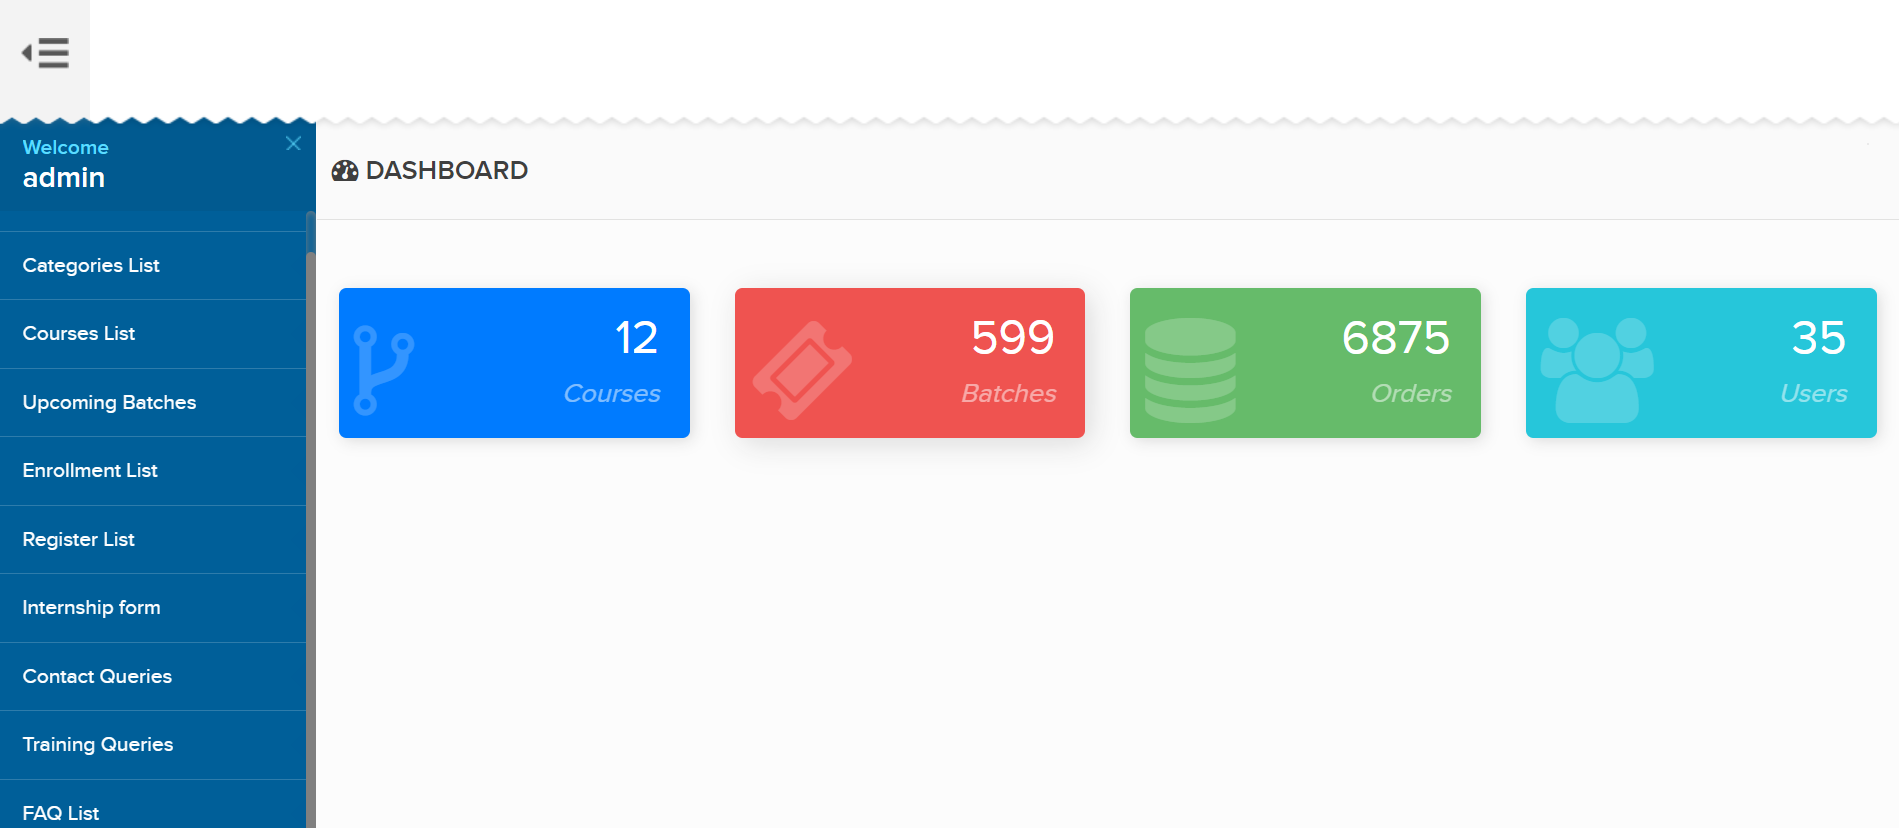 Welcome
admin
Categories List
Courses List
Upcoming Batches
Enrollment List
Register List
Internship form
Contact Queries
Training Queries
FAQ List
DASHBOARD
12
Courses
599
Batches
6875
Orders
35
Users